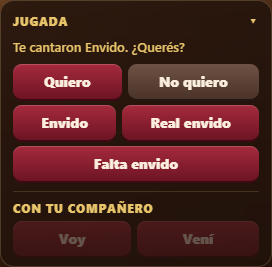 JUGADA
Te cantaron Envido. ¿Querés?
Quiero No quiero
Envido Real envido
Falta envido
CON TU COMPAÑERO
Voy Vení